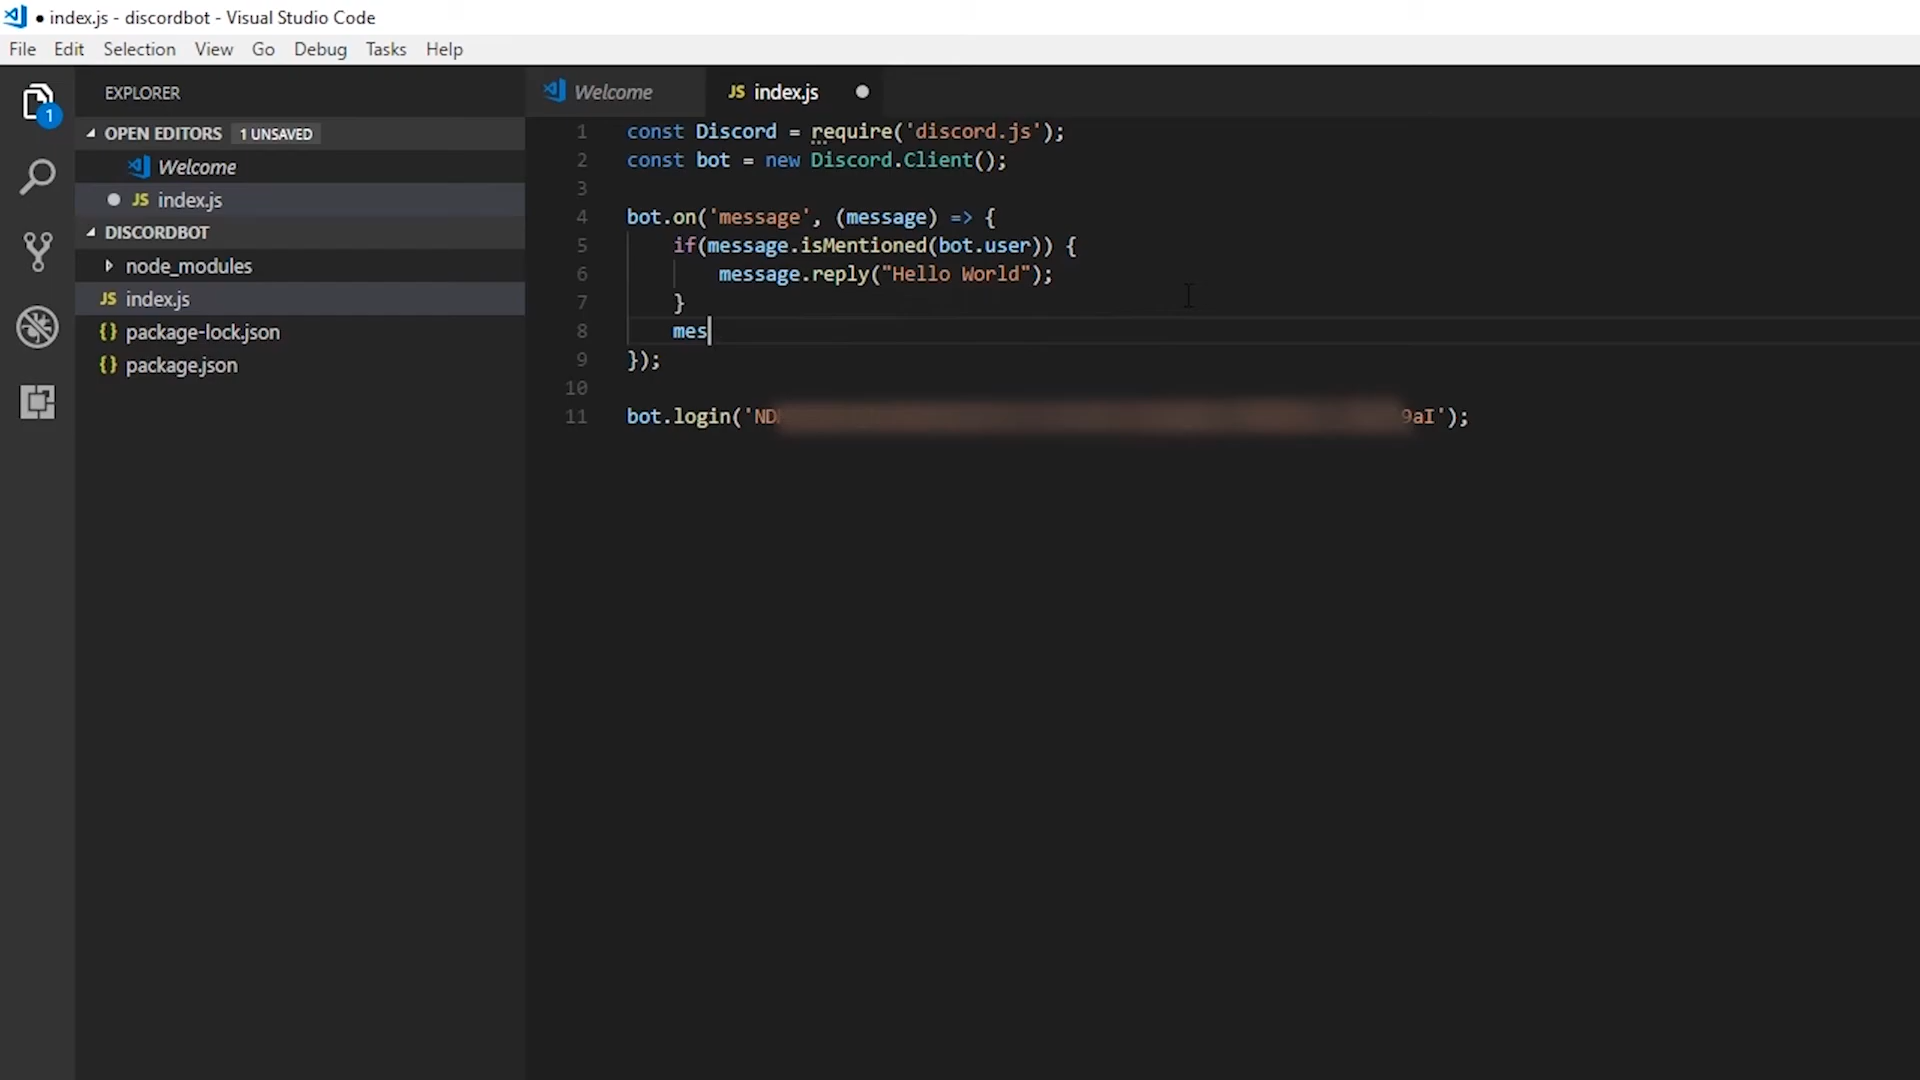 ● index.js - discordbot - Visual Studio Code
File Edit Selection View Go Debug Tasks Help
EXPLORER
OPEN EDITORS 1 UNSAVED
Welcome
JS index.js
DISCORDBOT
node_modules
JS index.js
{} package-lock.json
{} package.json
1
Welcome JS index.js
1 const Discord = require('discord.js');
2 const bot = new Discord.Client();
3
4 bot.on('message', (message) => {
5 if(message.isMentioned(bot.user)) {
6 message.reply("Hello World");
7 }
8 mes
9 });
10
11 bot.login('ND 9aI');